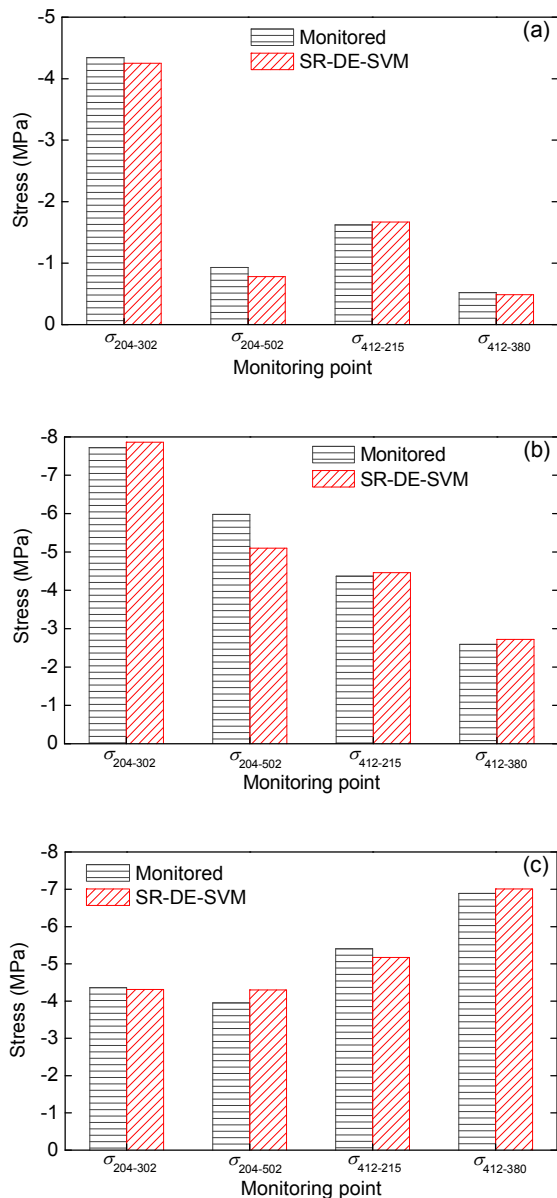 (a)
Monitored
SR-DE-SVM
Stress (MPa)
-5
-4
-3
-2
-1
0
σ204-302 σ204-502 σ412-215 σ412-380
Monitoring point
(b)
Monitored
SR-DE-SVM
Stress (MPa)
-8
-7
-6
-5
-4
-3
-2
-1
0
σ204-302 σ204-502 σ412-215 σ412-380
Monitoring point
(c)
Monitored
SR-DE-SVM
Stress (MPa)
-8
-7
-6
-5
-4
-3
-2
-1
0
σ204-302 σ204-502 σ412-215 σ412-380
Monitoring point